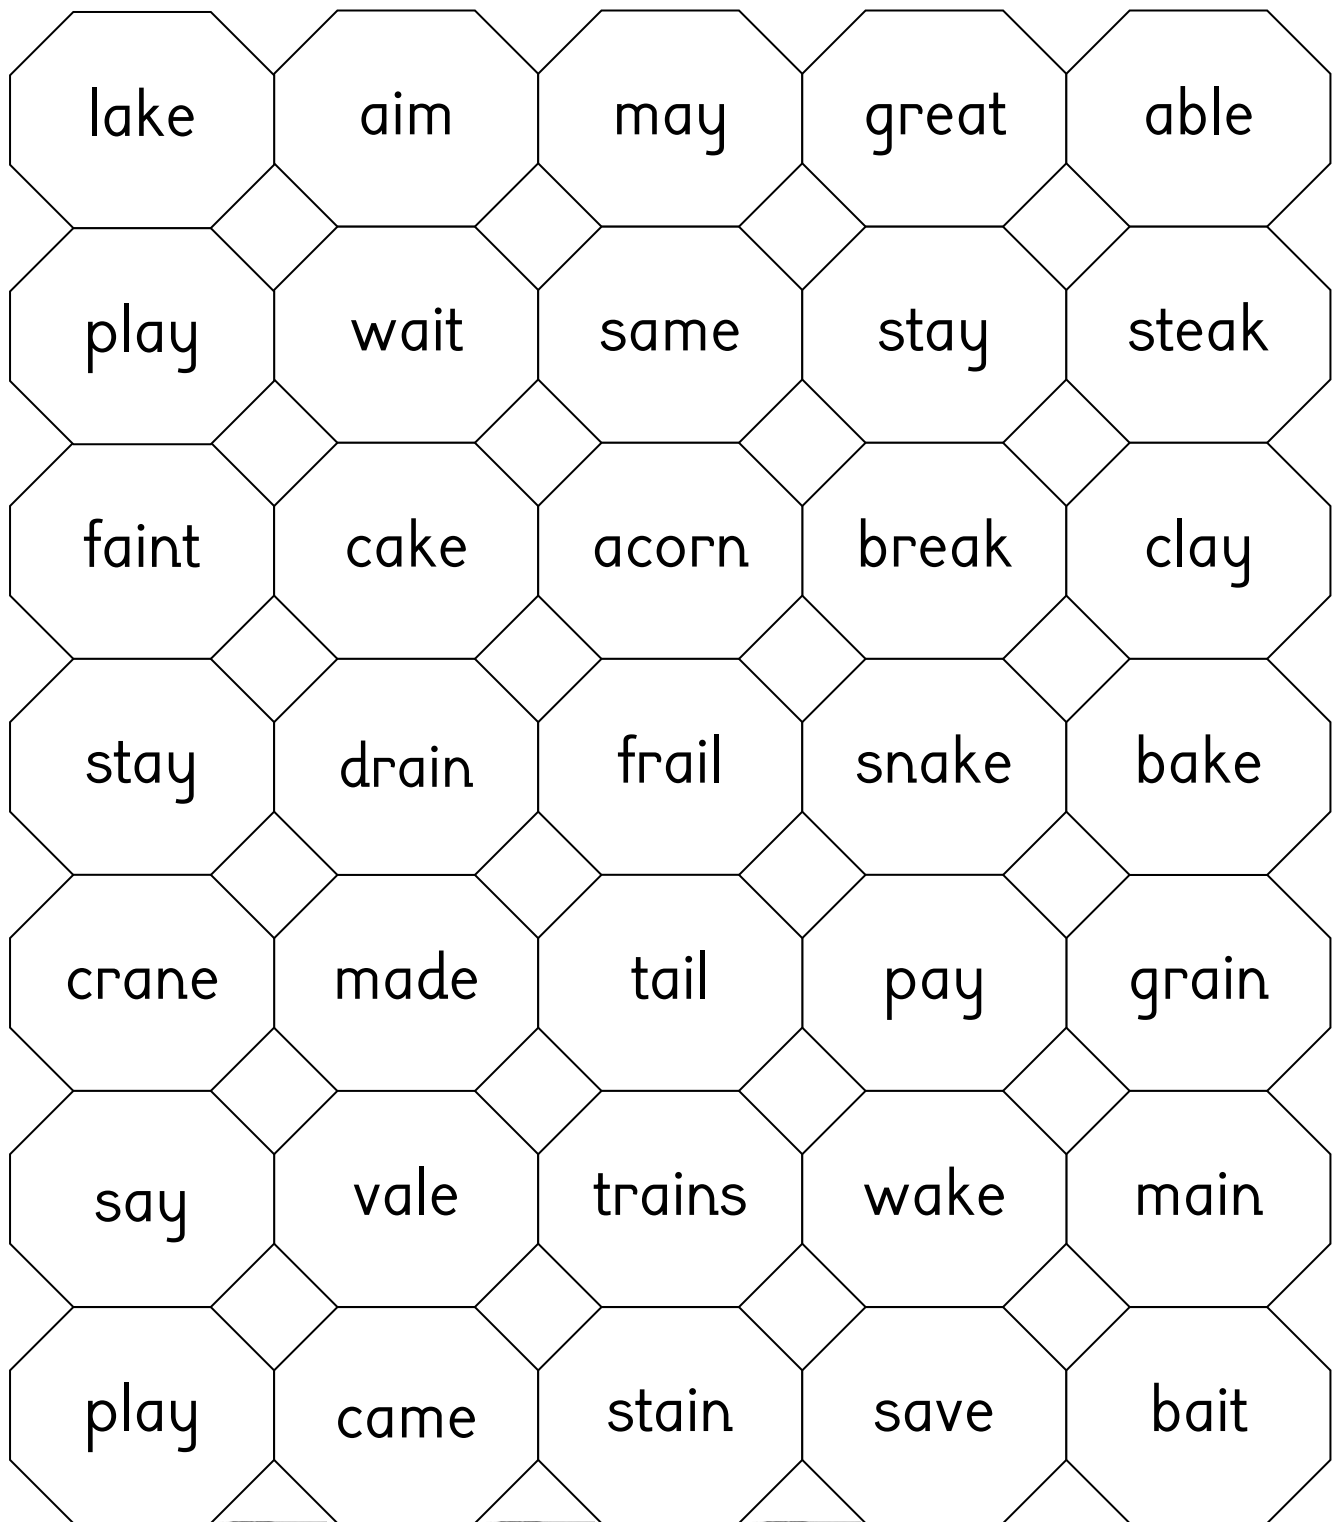 lake aim may great able
play wait same stay steak
faint cake acorn break clay
stay drain frail snake bake
crane made tail pay grain
say vale trains wake main
play came stain save bait